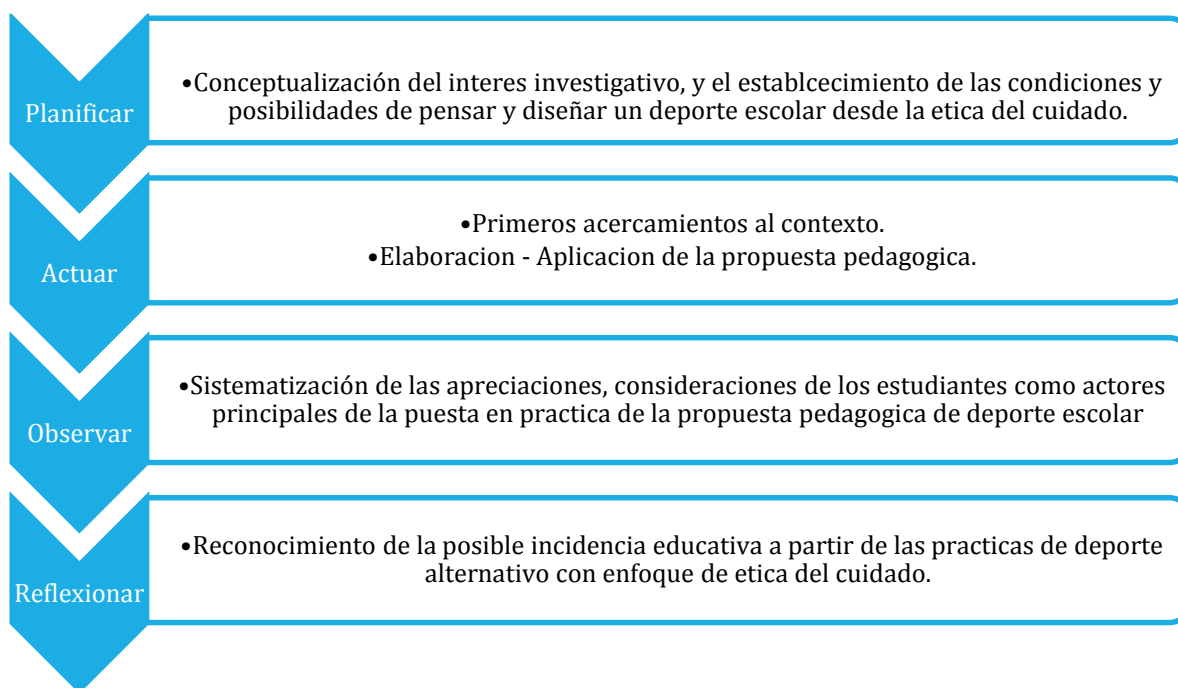 Planificar
•Conceptualización del interes investigativo, y el establcecimiento de las condiciones y
posibilidades de pensar y diseñar un deporte escolar desde la etica del cuidado.
Actuar
•Primeros acercamientos al contexto.
•Elaboracion - Aplicacion de la propuesta pedagogica.
Observar
•Sistematización de las apreciaciones, consideraciones de los estudiantes como actores
principales de la puesta en practica de la propuesta pedagogica de deporte escolar
Reflexionar
•Reconocimiento de la posible incidencia educativa a partir de las practicas de deporte
alternativo con enfoque de etica del cuidado.